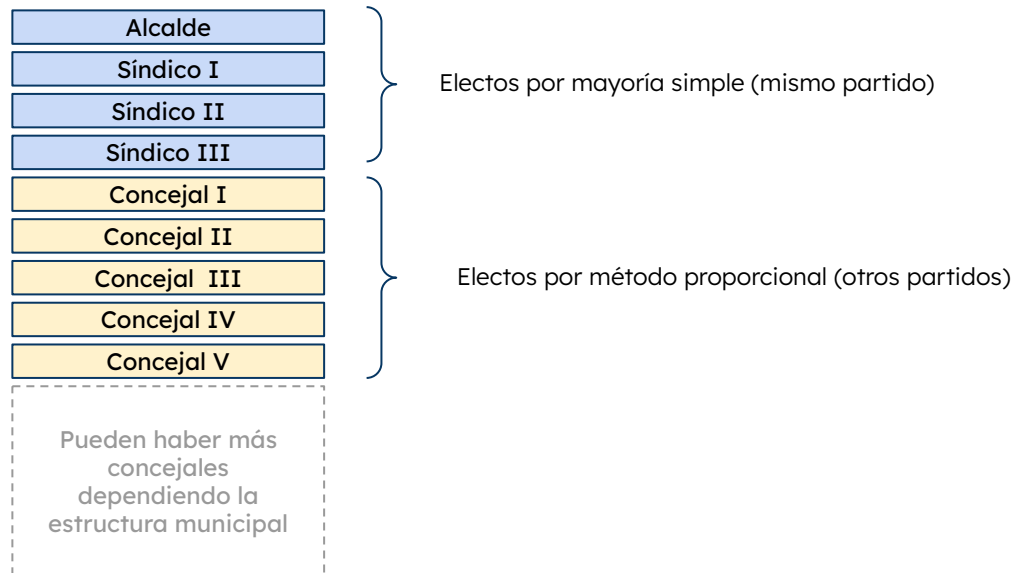 Alcalde
Síndico I
Síndico II
Síndico III
Electos por mayoría simple (mismo partido)
Concejal I
Concejal II
Concejal  III
Concejal IV
Concejal V
Electos por método proporcional (otros partidos)
Pueden haber más
concejales
dependiendo la
estructura municipal